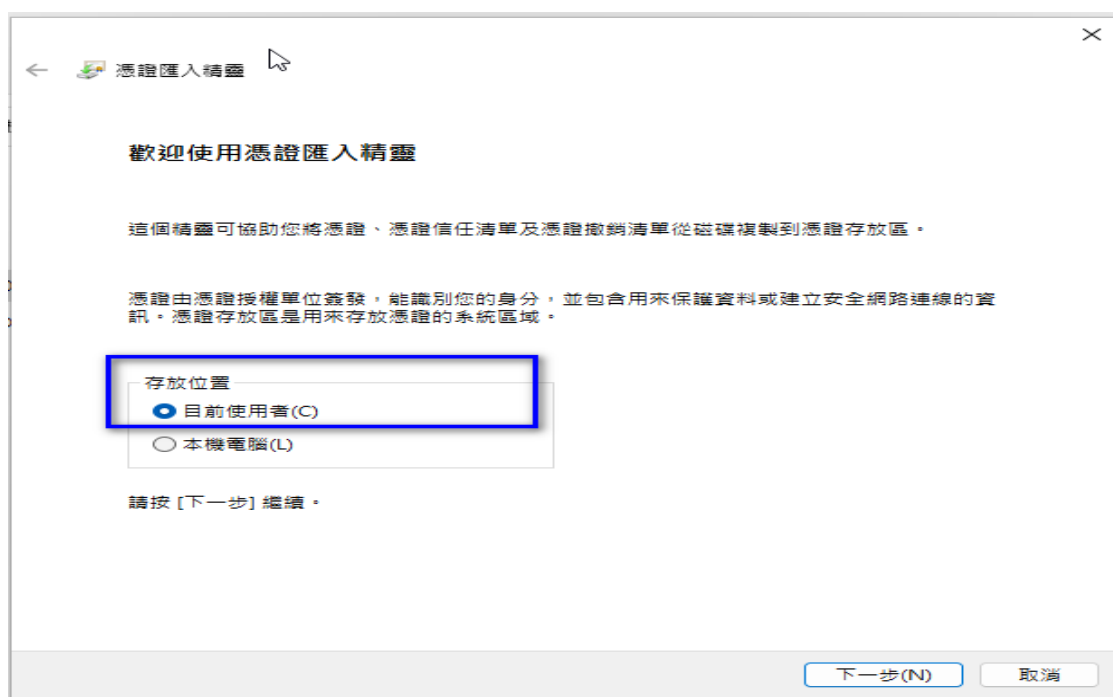 憑證匯入精靈
歡迎使用憑證匯入精靈
這個精靈可協助您將憑證、憑證信任清單及憑證撤銷清單從磁碟複製到憑證存放區。
憑證由憑證授權單位簽發，能識別您的身分，並包含用來保護資料或建立安全網路連線的資
訊。憑證存放區是用來存放憑證的系統區域。
存放位置
目前使用者(C)
本機電腦(L)
請按 [下一步] 繼續。
下一步(N)
取消